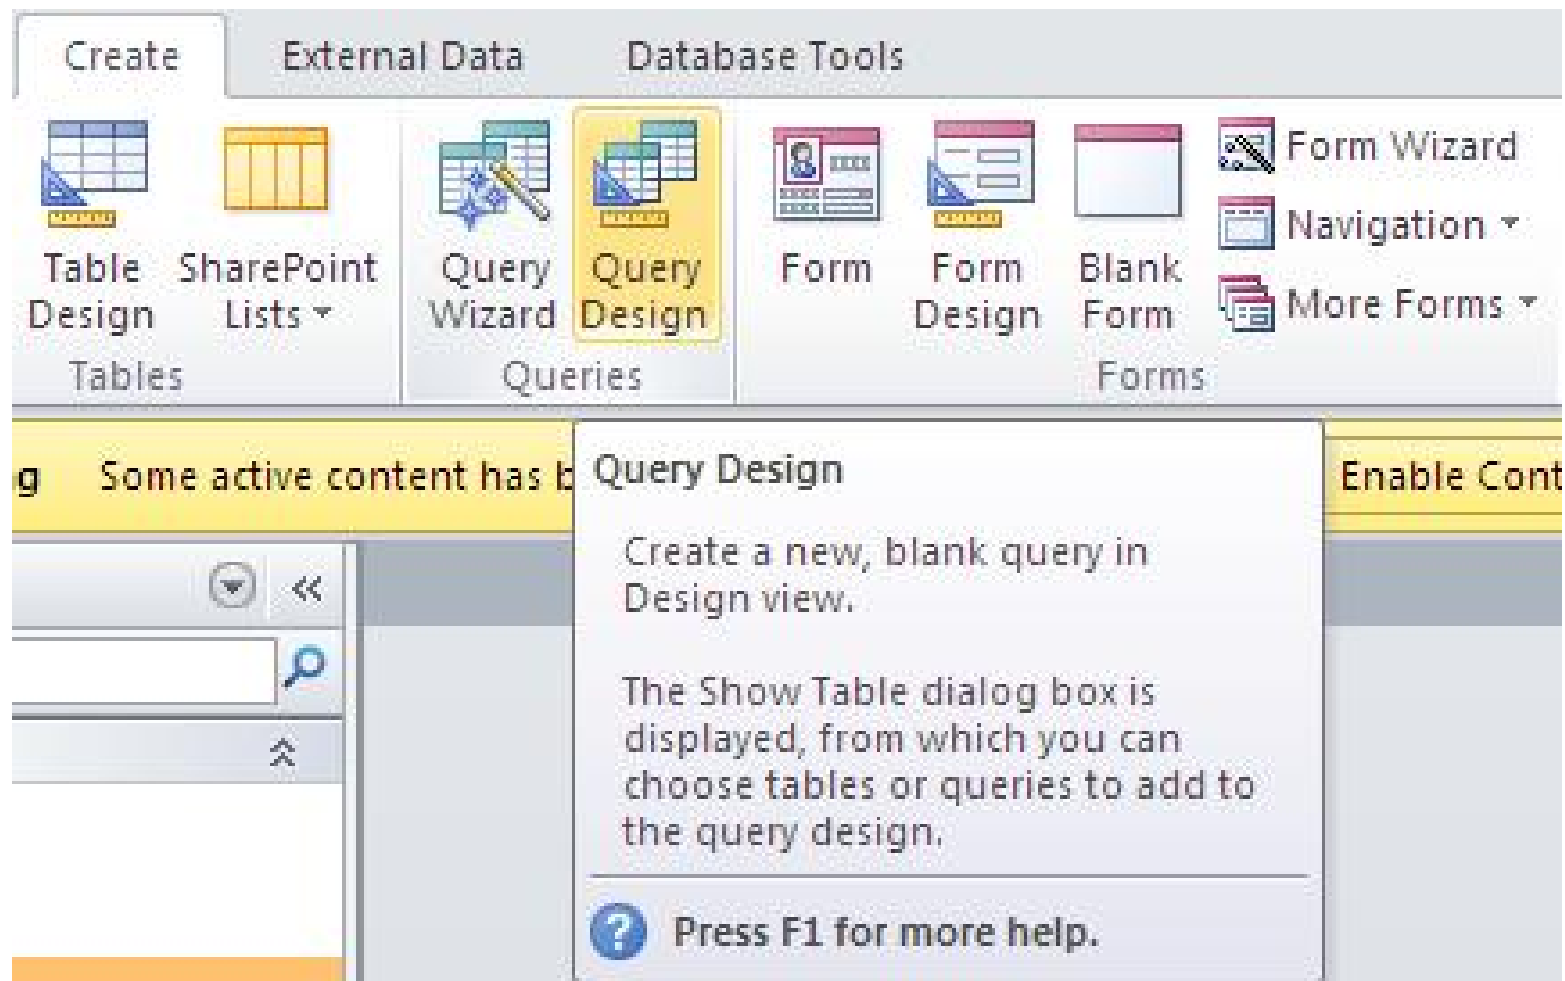 Create External Data Database Tools
Form Wizard
Navigation
More Forms
Table Design
SharePoint Lists
Query Wizard
Query Design
Form
Form Design
Blank Form
Tables Queries Forms
Some active content has
Enable
Query Design
Create a new, blank query in
Design view.
The Show Table dialog box is
displayed, from which you can
choose tables or queries to add to
the query design.
Press F1 for more help.